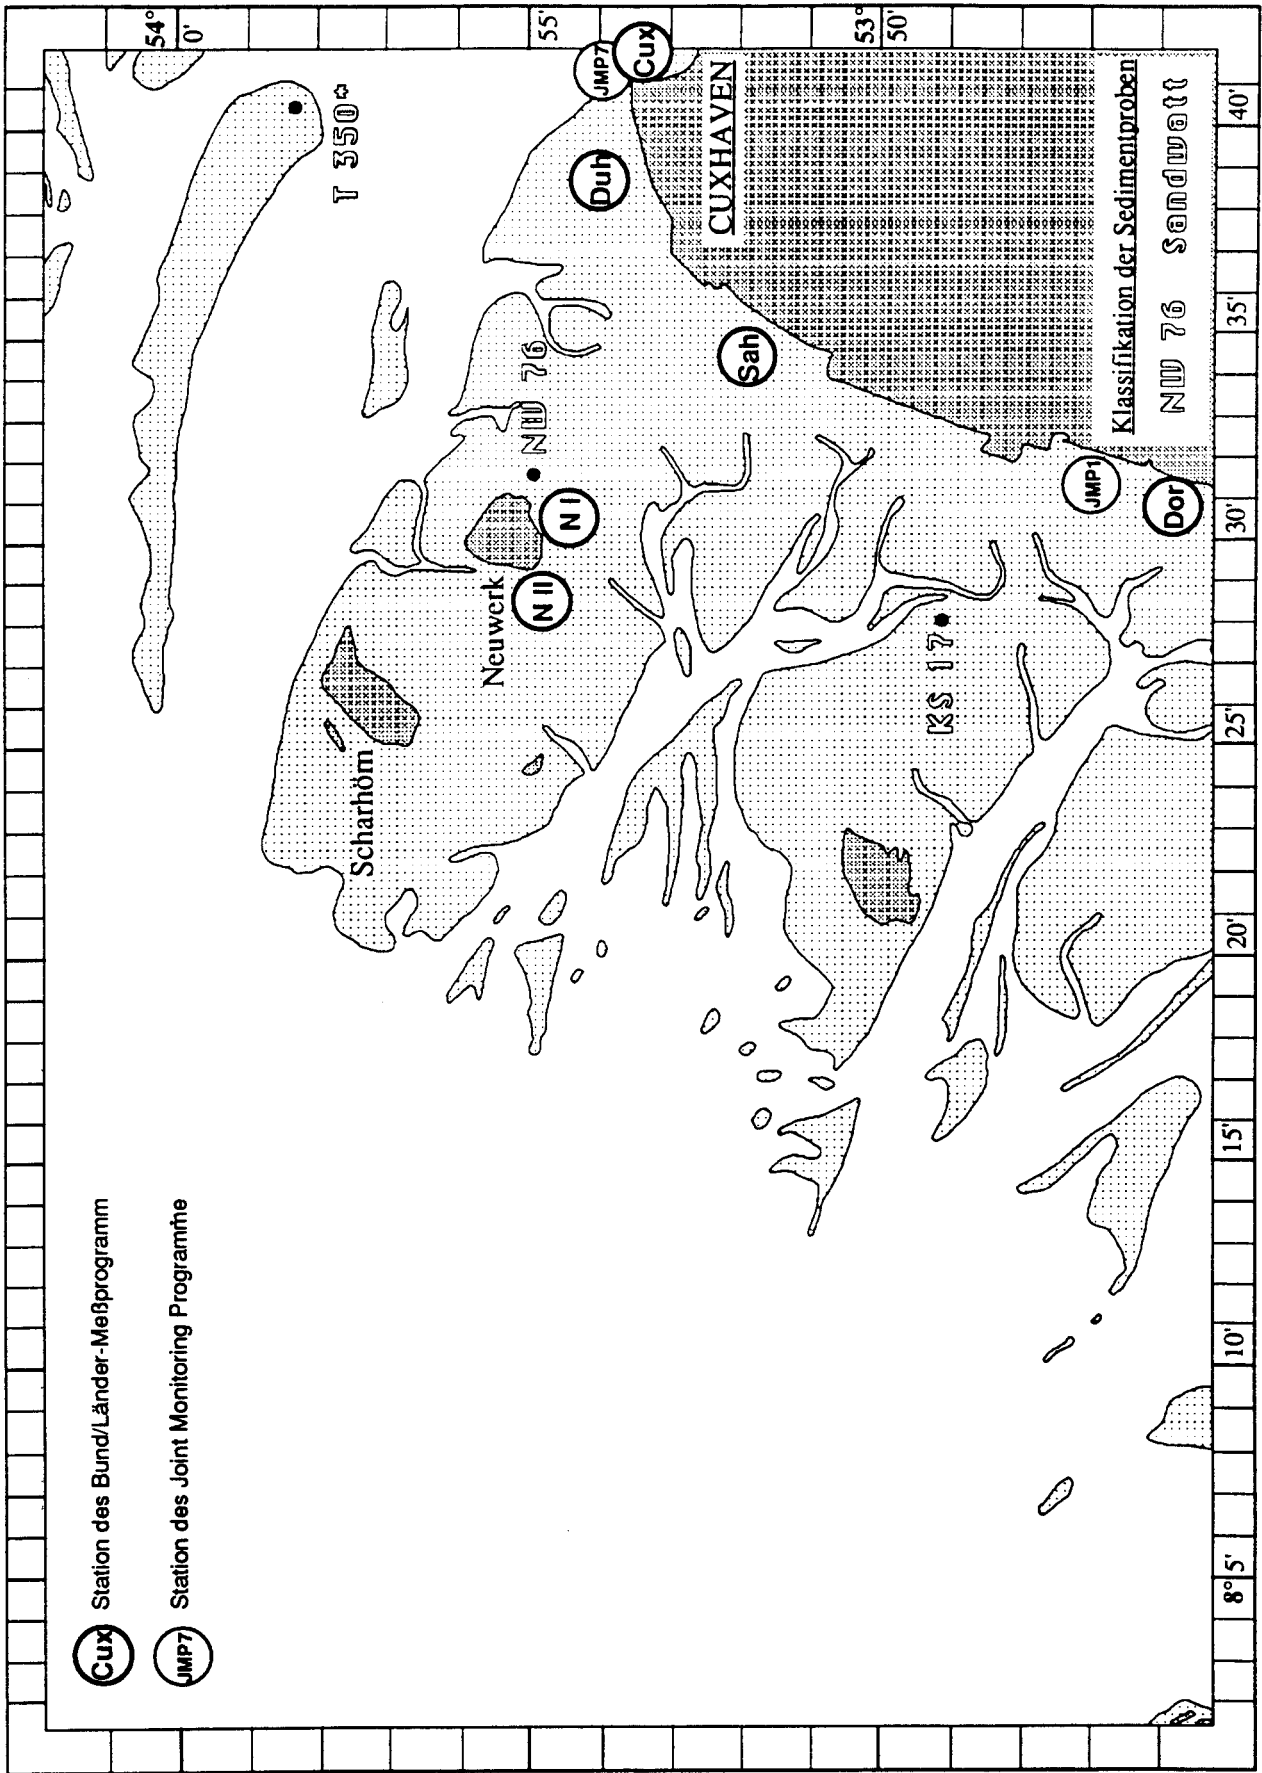 Cux Station des Bund/Länder-Meßprogramm
JMP7 Station des Joint Monitoring Programme
54°
0'
55'
53°
50'
T 350*
Scharhörn
Neuwerk
NW 76
N II
N I
JMP7
Cux
Duh
Sah
CUXHAVEN
KS 17
JMP1
Dor
Klassifikation der Sedimentproben
NW 76 Sandwatt
8° 5'
10'
15'
20'
25'
30'
35'
40'